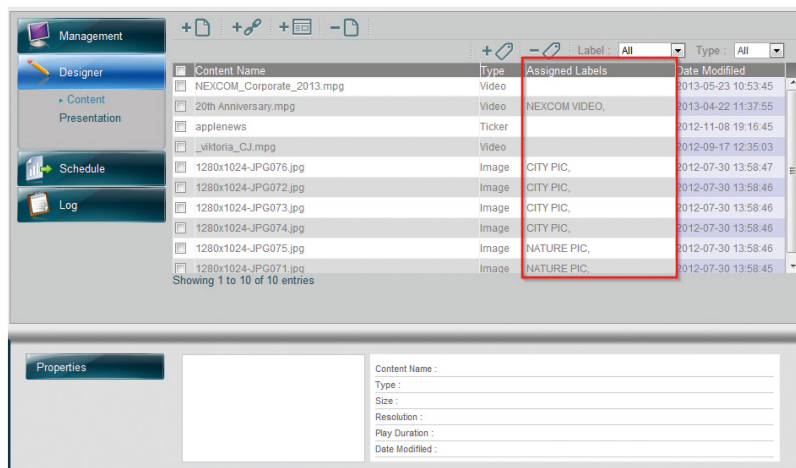 Management
Designer
Content
Presentation
Schedule
Log
Label : All Type : All
Content Name Type Assigned Labels Date Modifiled
NEXCOM_Corporate_2013.mpg Video 2013-05-23 10:53:45
20th Anniversary.mpg Video NEXCOM VIDEO, 2013-04-22 11:37:55
applenews Ticker 2012-11-08 19:16:45
_viktoria_CJ.mpg Video 2012-09-17 12:35:03
1280x1024-JPG076.jpg Image CITY PIC, 2012-07-30 13:58:47
1280x1024-JPG072.jpg Image CITY PIC, 2012-07-30 13:58:46
1280x1024-JPG073.jpg Image CITY PIC, 2012-07-30 13:58:46
1280x1024-JPG074.jpg Image CITY PIC, 2012-07-30 13:58:46
1280x1024-JPG075.jpg Image NATURE PIC, 2012-07-30 13:58:46
1280x1024-JPG071.jpg Image NATURE PIC, 2012-07-30 13:58:45
Showing 1 to 10 of 10 entries
Properties
Content Name :
Type :
Size :
Resolution :
Play Duration :
Date Modifiled :